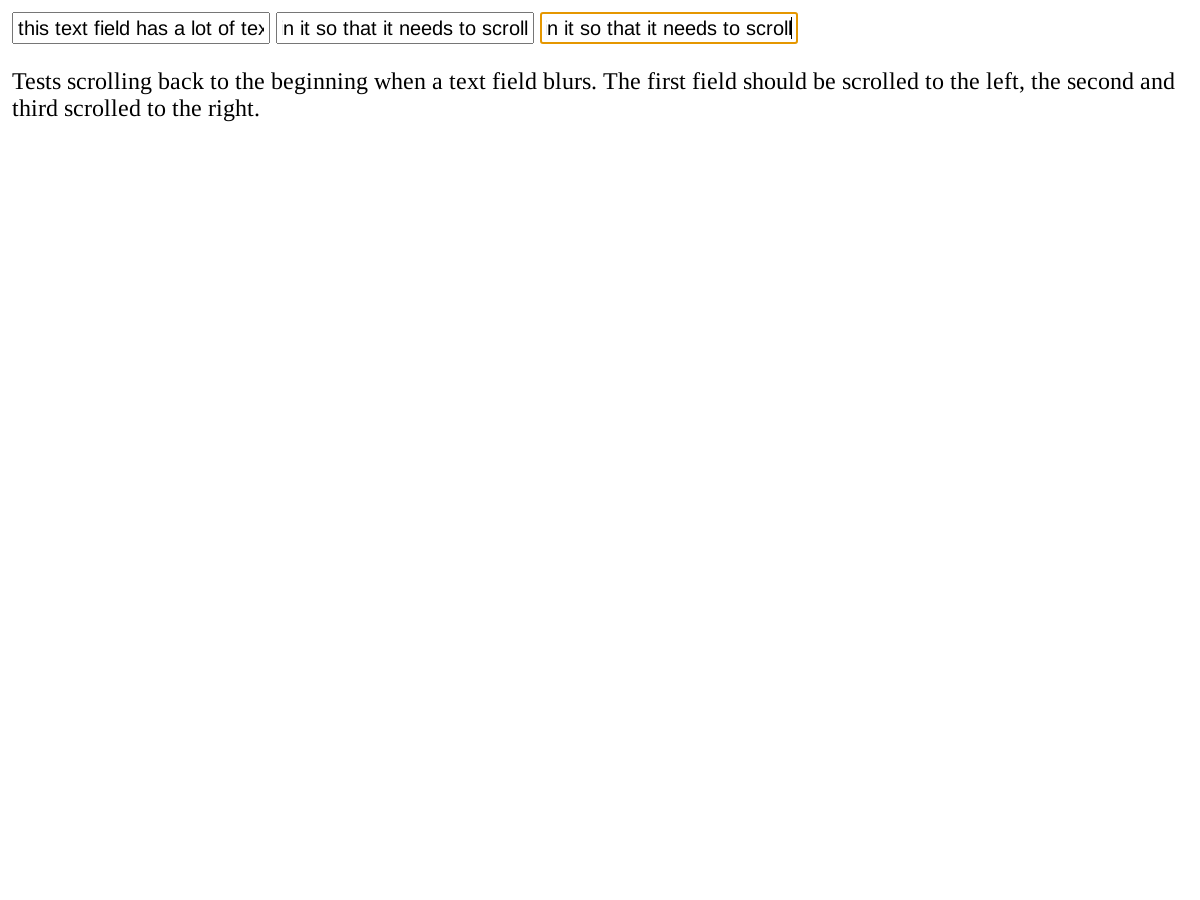 this text field has a lot of tex n it so that it needs to scroll n it so that it needs to scroll
Tests scrolling back to the beginning when a text field blurs. The first field should be scrolled to the left, the second and
third scrolled to the right.